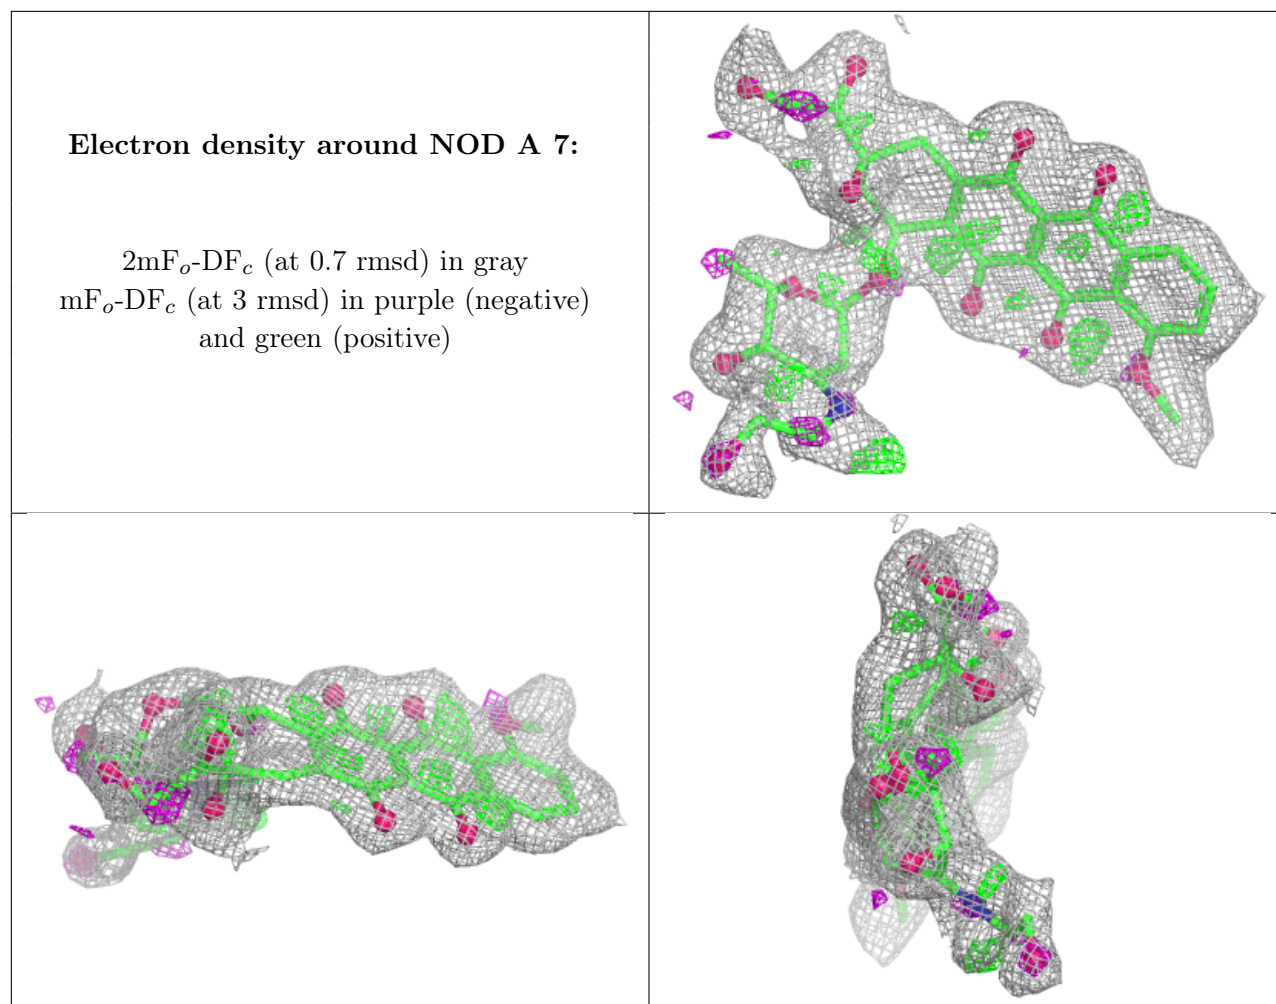 Electron density around NOD A 7:
2mFo-DFc (at 0.7 rmsd) in gray
mFo-DFc (at 3 rmsd) in purple (negative)
and green (positive)